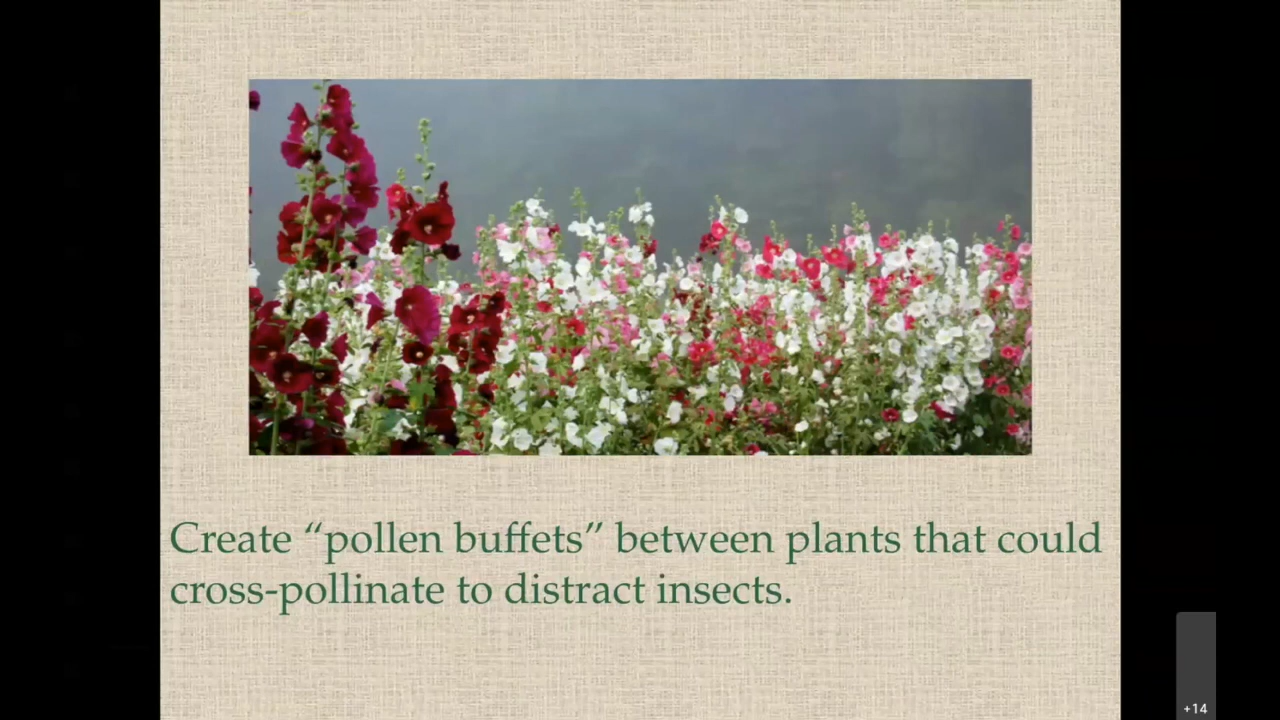 Create “pollen buffets” between plants that could
cross-pollinate to distract insects.
+14